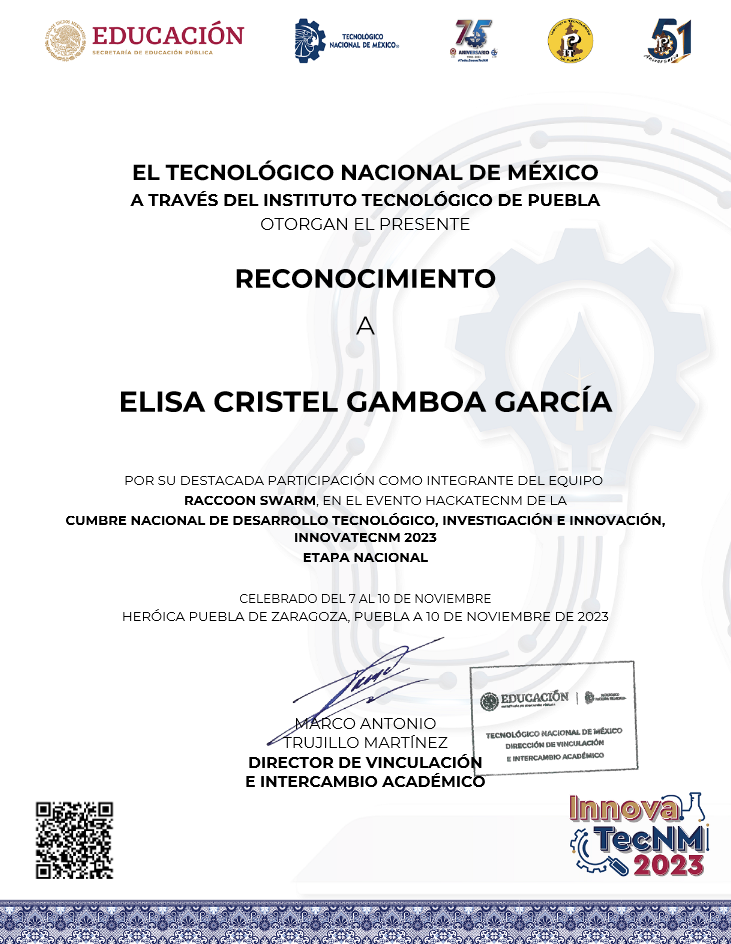 EDUCACIÓN
SECRETARÍA DE EDUCACIÓN PÚBLICA
TECNOLÓGICO
NACIONAL DE MÉXICO
75
ANIVERSARIO
51
EL TECNOLÓGICO NACIONAL DE MÉXICO
A TRAVÉS DEL INSTITUTO TECNOLÓGICO DE PUEBLA
OTORGAN EL PRESENTE
RECONOCIMIENTO
A
ELISA CRISTEL GAMBOA GARCÍA
POR SU DESTACADA PARTICIPACIÓN COMO INTEGRANTE DEL EQUIPO
RACCOON SWARM, EN EL EVENTO HACKATECNM DE LA
CUMBRE NACIONAL DE DESARROLLO TECNOLÓGICO, INVESTIGACIÓN E INNOVACIÓN,
INNOVATECNM 2023
ETAPA NACIONAL
CELEBRADO DEL 7 AL 10 DE NOVIEMBRE
HERÓICA PUEBLA DE ZARAGOZA, PUEBLA A 10 DE NOVIEMBRE DE 2023
MARCO ANTONIO
TRUJILLO MARTÍNEZ
DIRECTOR DE VINCULACIÓN
E INTERCAMBIO ACADÉMICO
EDUCACIÓN
TECNOLÓGICO NACIONAL DE MÉXICO
DIRECCIÓN DE VINCULACIÓN
E INTERCAMBIO ACADÉMICO
Innova
TecNM
2023